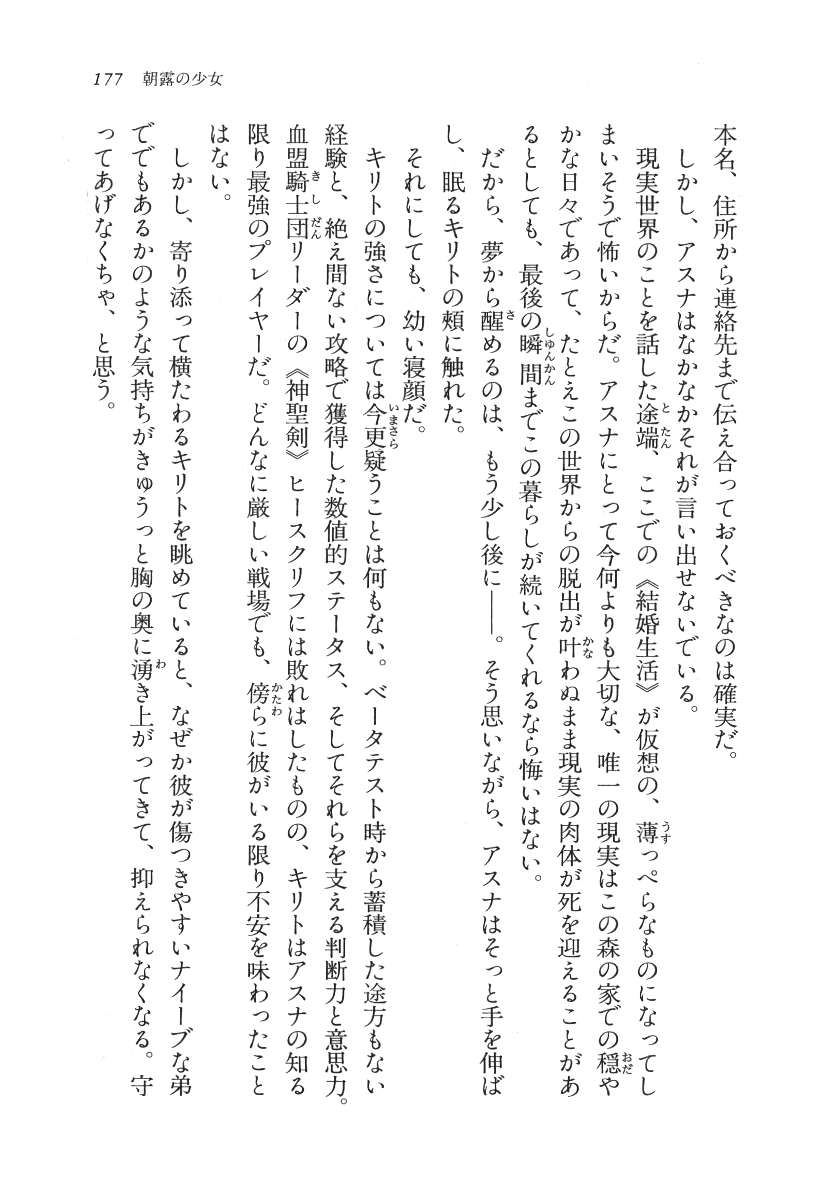 177　朝露の少女
本名、住所から連絡先まで伝え合っておくべきなのは確実だ。
　しかし、アスナはなかなかそれが言い出せないでいる。
　現実世界のことを話した途端、ここでの《結婚生活》が仮想の、薄っぺらなものになってし
まいそうで怖いからだ。アスナにとって今何よりも大切な、唯一の現実はこの森の家での穏や
かな日々であって、たとえこの世界からの脱出が叶わぬまま現実の肉体が死を迎えることがあ
るとしても、最後の瞬間までこの暮らしが続いてくれるなら悔いはない。
　だから、夢から醒めるのは、もう少し後に――。そう思いながら、アスナはそっと手を伸ば
し、眠るキリトの頬に触れた。
　それにしても、幼い寝顔だ。
　キリトの強さについては今更疑うことは何もない。ベータテスト時から蓄積した途方もない
経験と、絶え間ない攻略で獲得した数値的ステータス、そしてそれらを支える判断力と意思力。
血盟騎士団リーダーの《神聖剣》ヒースクリフには敗れはしたものの、キリトはアスナの知る
限り最強のプレイヤーだ。どんなに厳しい戦場でも、傍らに彼がいる限り不安を味わったこと
はない。
　しかし、寄り添って横たわるキリトを眺めていると、なぜか彼が傷つきやすいナイーブな弟
ででもあるかのような気持ちがきゅうっと胸の奥に湧き上がってきて、抑えられなくなる。守
ってあげなくちゃ、と思う。